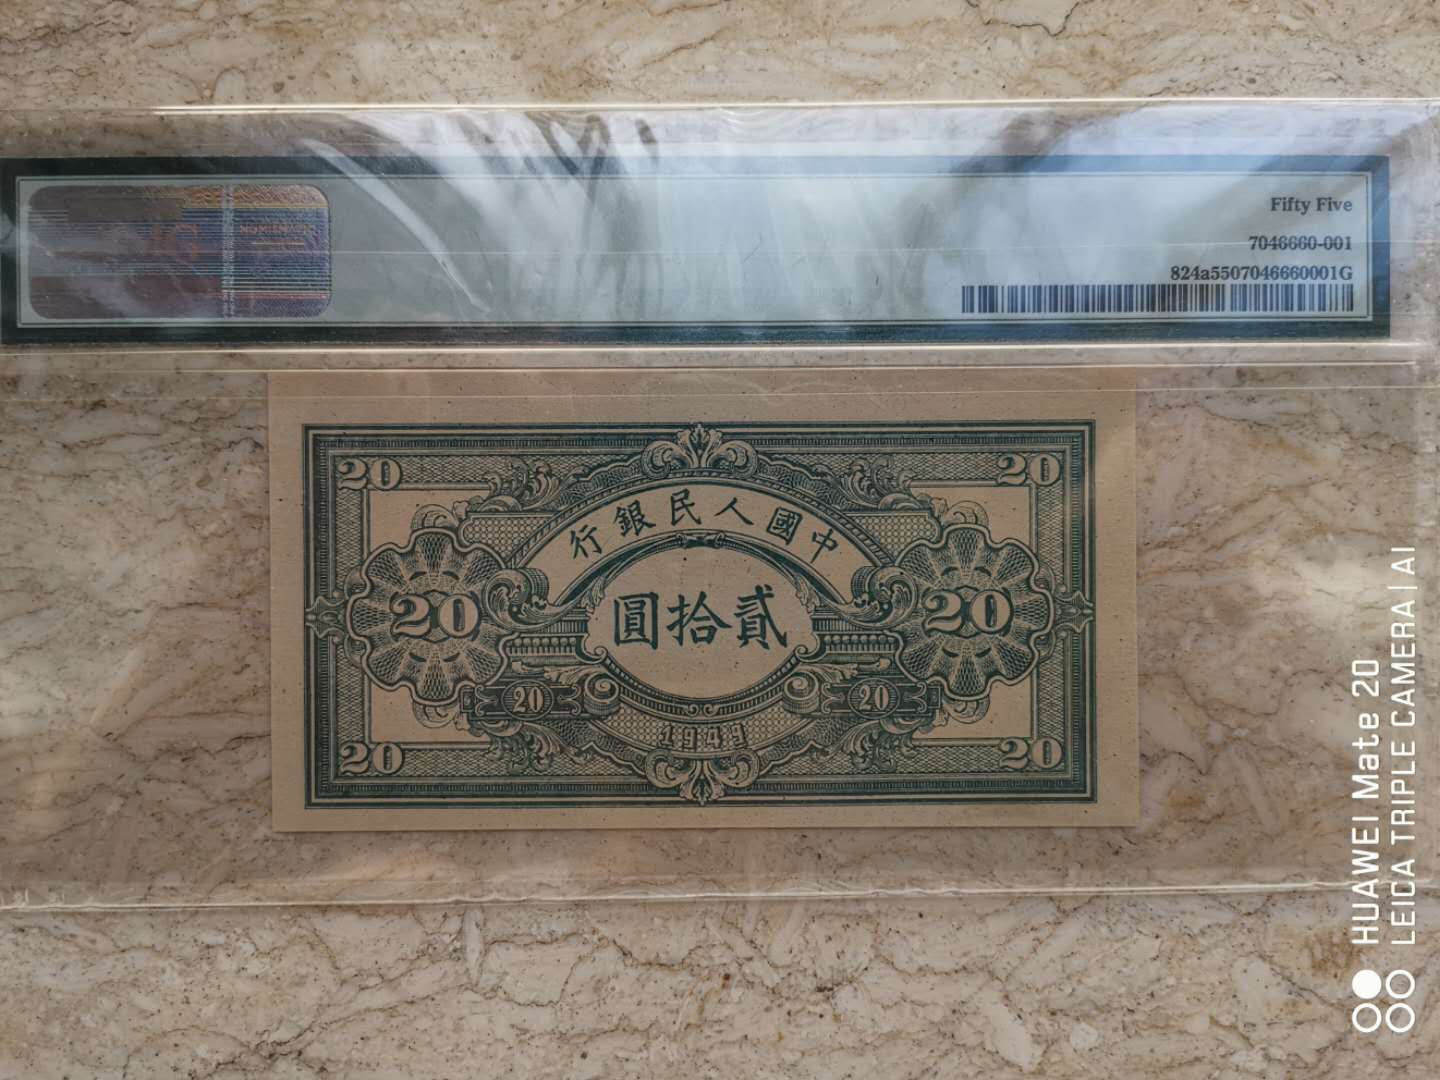 Fifty Five
7046660-001
824a5507046660001G
20 20
行銀民人國中
圓拾貳
20 20
20 20
1949
20 20
HUAWEI Mate 20
LEICA TRIPLE CAMERA | AI